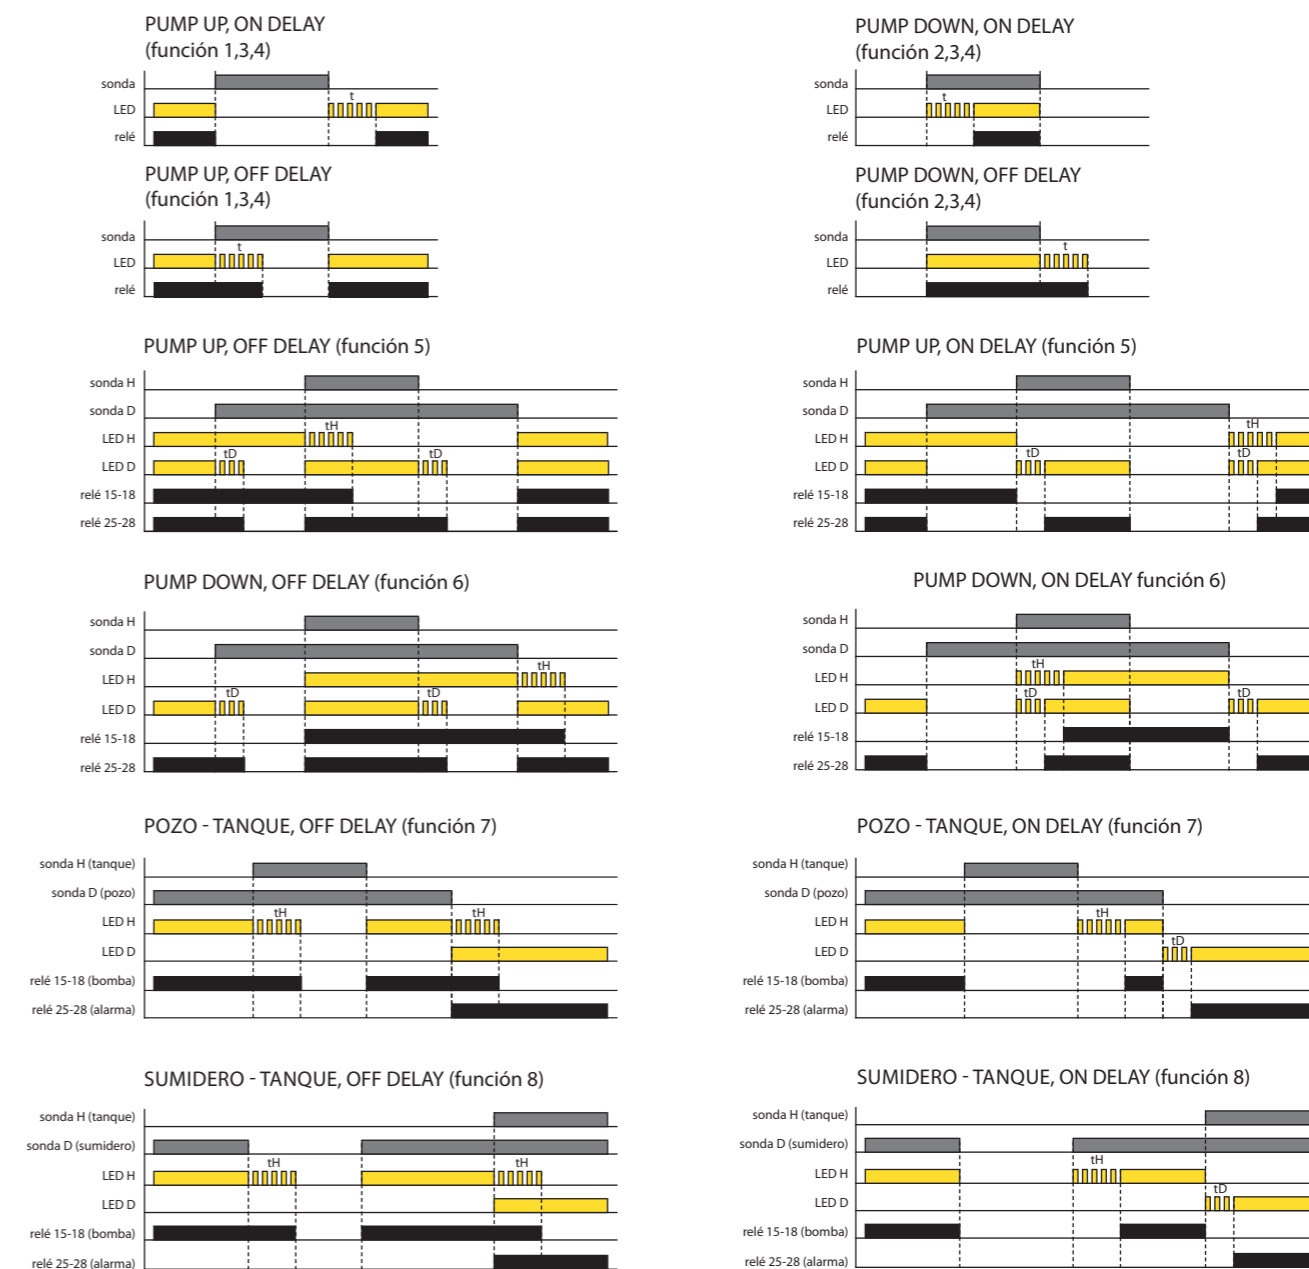 PUMP UP, ON DELAY
(función 1,3,4)
sonda
t
LED
relé
PUMP DOWN, ON DELAY
(función 2,3,4)
sonda
t
LED
relé
PUMP UP, OFF DELAY
(función 1,3,4)
sonda
t
LED
relé
PUMP DOWN, OFF DELAY
(función 2,3,4)
sonda
t
LED
relé
PUMP UP, OFF DELAY (función 5)
sonda H
sonda D
tH
LED H
tD tD
LED D
relé 15-18
relé 25-28
PUMP UP, ON DELAY (función 5)
sonda H
sonda D
tH
LED H
tD tD
LED D
relé 15-18
relé 25-28
PUMP DOWN, OFF DELAY (función 6)
sonda H
sonda D
tH
LED H
tD tD
LED D
relé 15-18
relé 25-28
PUMP DOWN, ON DELAY función 6)
sonda H
sonda D
tH
LED H
tD tD
LED D
relé 15-18
relé 25-28
POZO - TANQUE, OFF DELAY (función 7)
sonda H (tanque)
sonda D (pozo)
tH tH
LED H
LED D
relé 15-18 (bomba)
relé 25-28 (alarma)
POZO - TANQUE, ON DELAY (función 7)
sonda H (tanque)
sonda D (pozo)
tH
LED H
tD
LED D
relé 15-18 (bomba)
relé 25-28 (alarma)
SUMIDERO - TANQUE, OFF DELAY (función 8)
sonda H (tanque)
sonda D (sumidero)
tH tH
LED H
LED D
relé 15-18 (bomba)
relé 25-28 (alarma)
SUMIDERO - TANQUE, ON DELAY (función 8)
sonda H (tanque)
sonda D (sumidero)
tH
LED H
tD
LED D
relé 15-18 (bomba)
relé 25-28 (alarma)